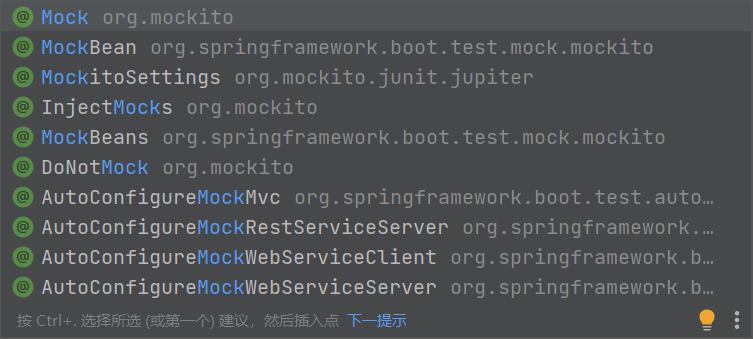 @ Mock org.mockito
@ MockBean org.springframework.boot.test.mock.mockito
@ MockitoSettings org.mockito.junit.jupiter
@ InjectMocks org.mockito
@ MockBeans org.springframework.boot.test.mock.mockito
@ DoNotMock org.mockito
@ AutoConfigureMockMvc org.springframework.boot.test.auto…
@ AutoConfigureMockRestServiceServer org.springframework.…
@ AutoConfigureMockWebServiceClient org.springframework.b…
@ AutoConfigureMockWebServiceServer org.springframework.b…
按 Ctrl+. 选择所选 (或第一个) 建议，然后插入点 下一提示